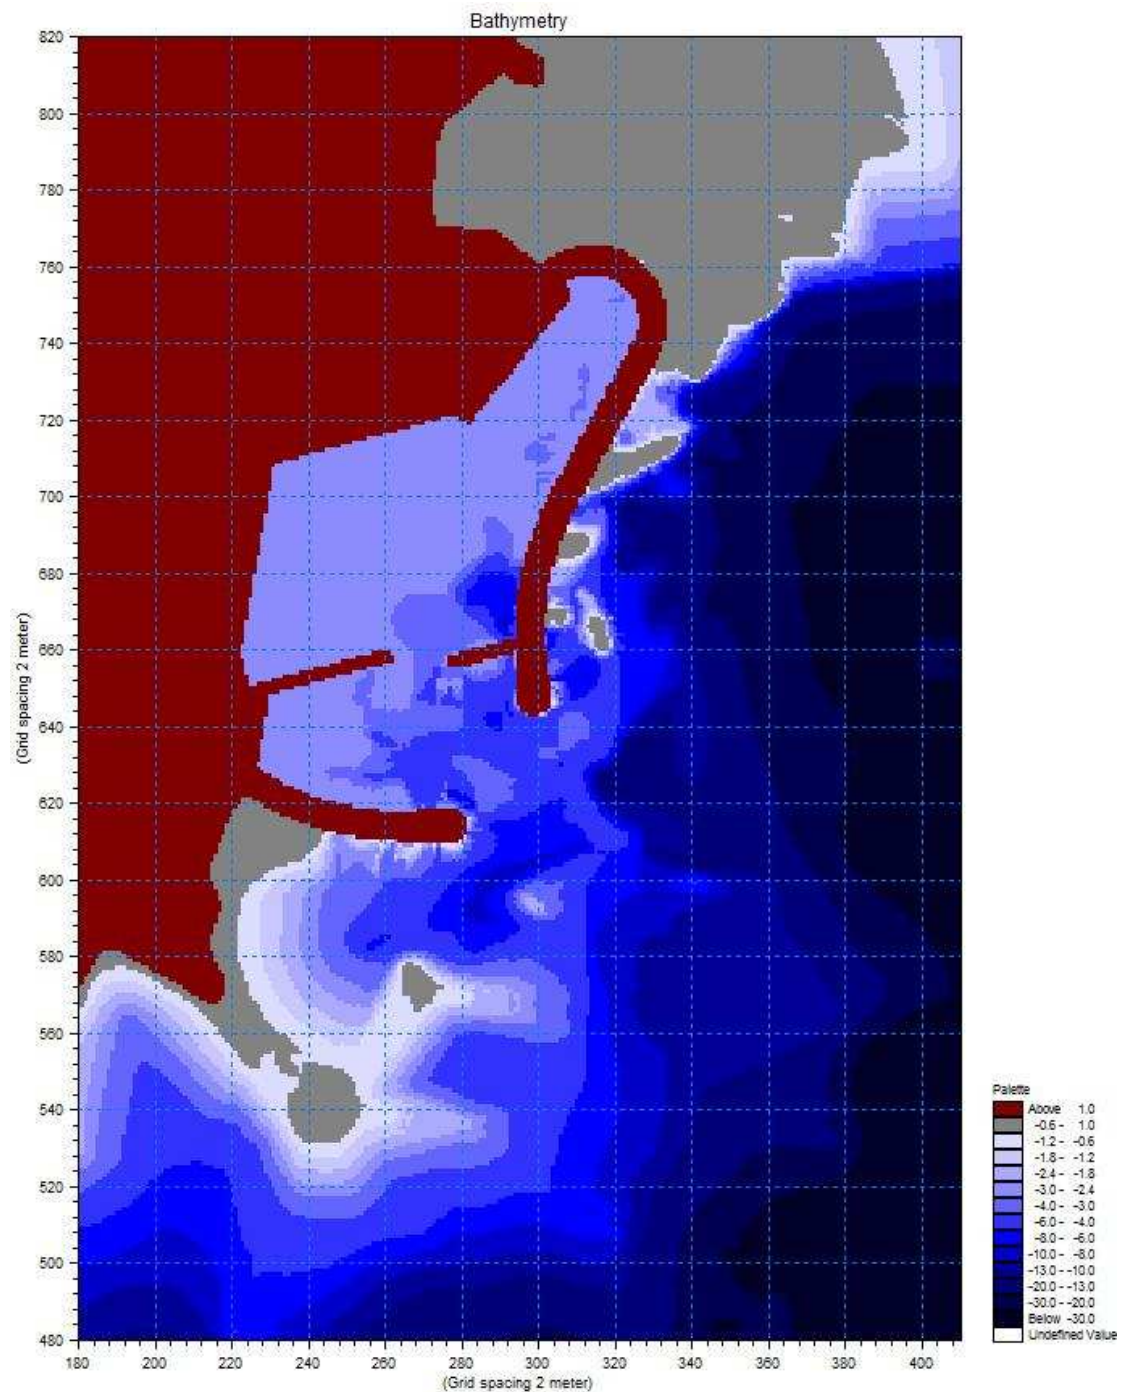 Bathymetry
820
800
780
760
740
720
700
680
660
640
620
600
580
560
540
520
500
480
(Grid spacing 2 meter)
180 200 220 240 260 280 300 320 340 360 380 400
(Grid spacing 2 meter)
Palette
Above 1.0
-0.6 - 1.0
-1.2 - -0.6
-1.8 - -1.2
-2.4 - -1.8
-3.0 - -2.4
-4.0 - -3.0
-6.0 - -4.0
-8.0 - -6.0
-10.0 - -8.0
-13.0 - -10.0
-20.0 - -13.0
-30.0 - -20.0
Below -30.0
Undefined Value